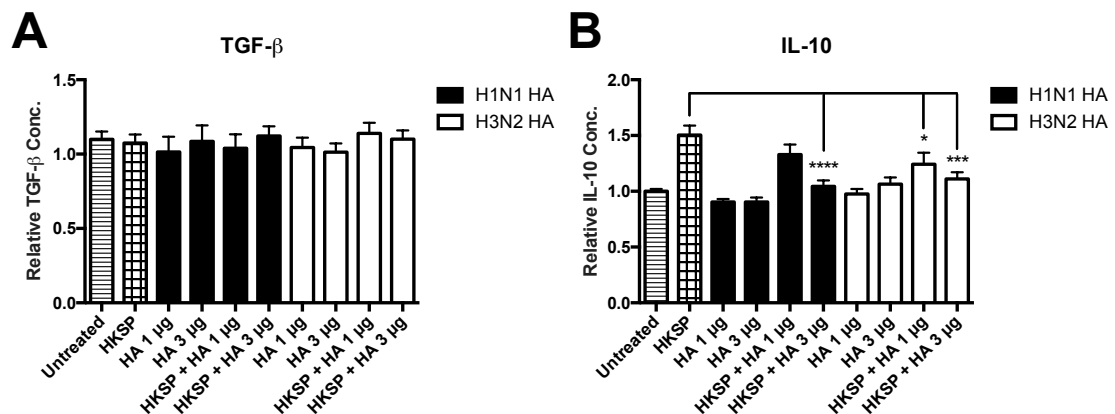 A
TGF-β
1.5
1.0
0.5
0.0
Relative TGF-β Conc.
Untreated
HKSP
HA 1 μg
HA 3 μg
HKSP + HA 1 μg
HKSP + HA 3 μg
HA 1 μg
HA 3 μg
HKSP + HA 1 μg
HKSP + HA 3 μg
H1N1 HA
H3N2 HA
B
IL-10
2.0
1.5
1.0
0.5
0.0
Relative IL-10 Conc.
****
*
***
Untreated
HKSP
HA 1 μg
HA 3 μg
HKSP + HA 1 μg
HKSP + HA 3 μg
HA 1 μg
HA 3 μg
HKSP + HA 1 μg
HKSP + HA 3 μg
H1N1 HA
H3N2 HA